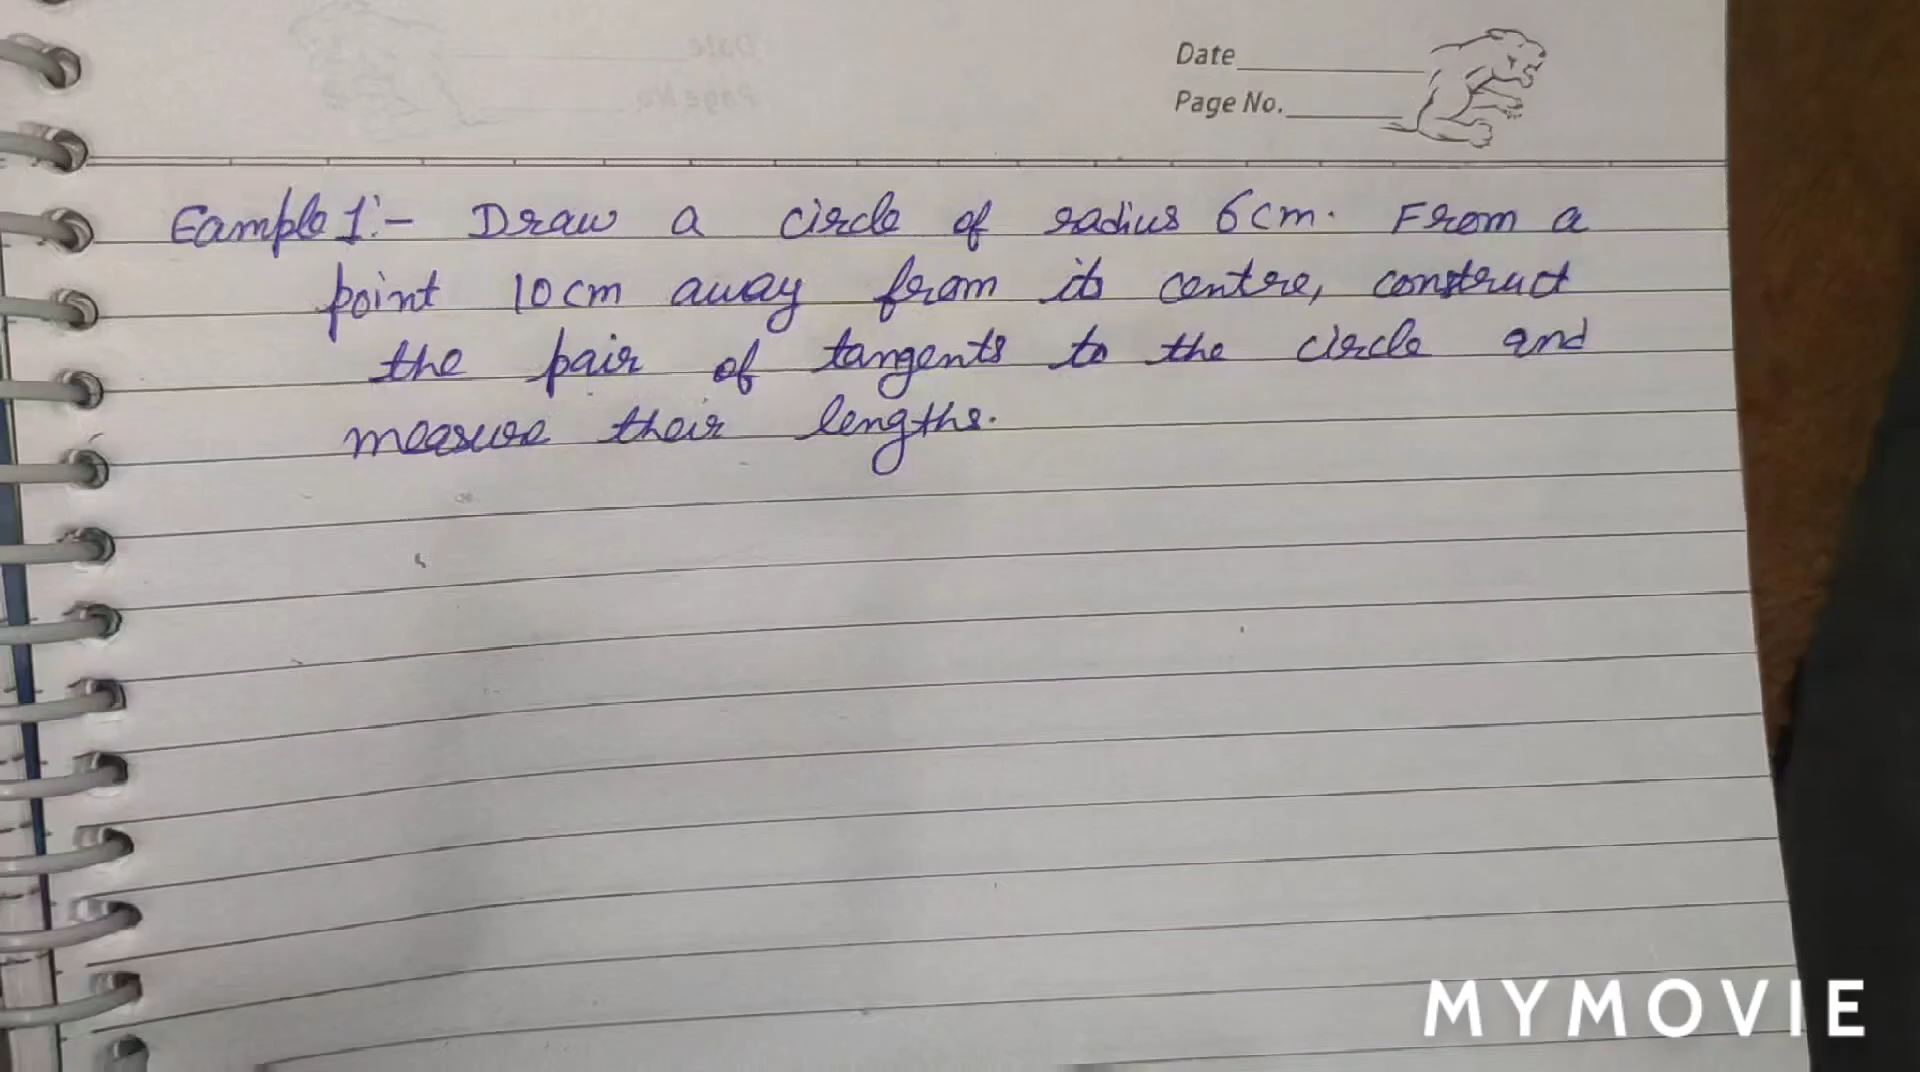 Date
Page No.
Eample 1:- Draw a circle of radius 6cm. From a
point 10cm away from its centre, construct
the pair of tangents to the circle and
measure their lengths.
MYMOVIE